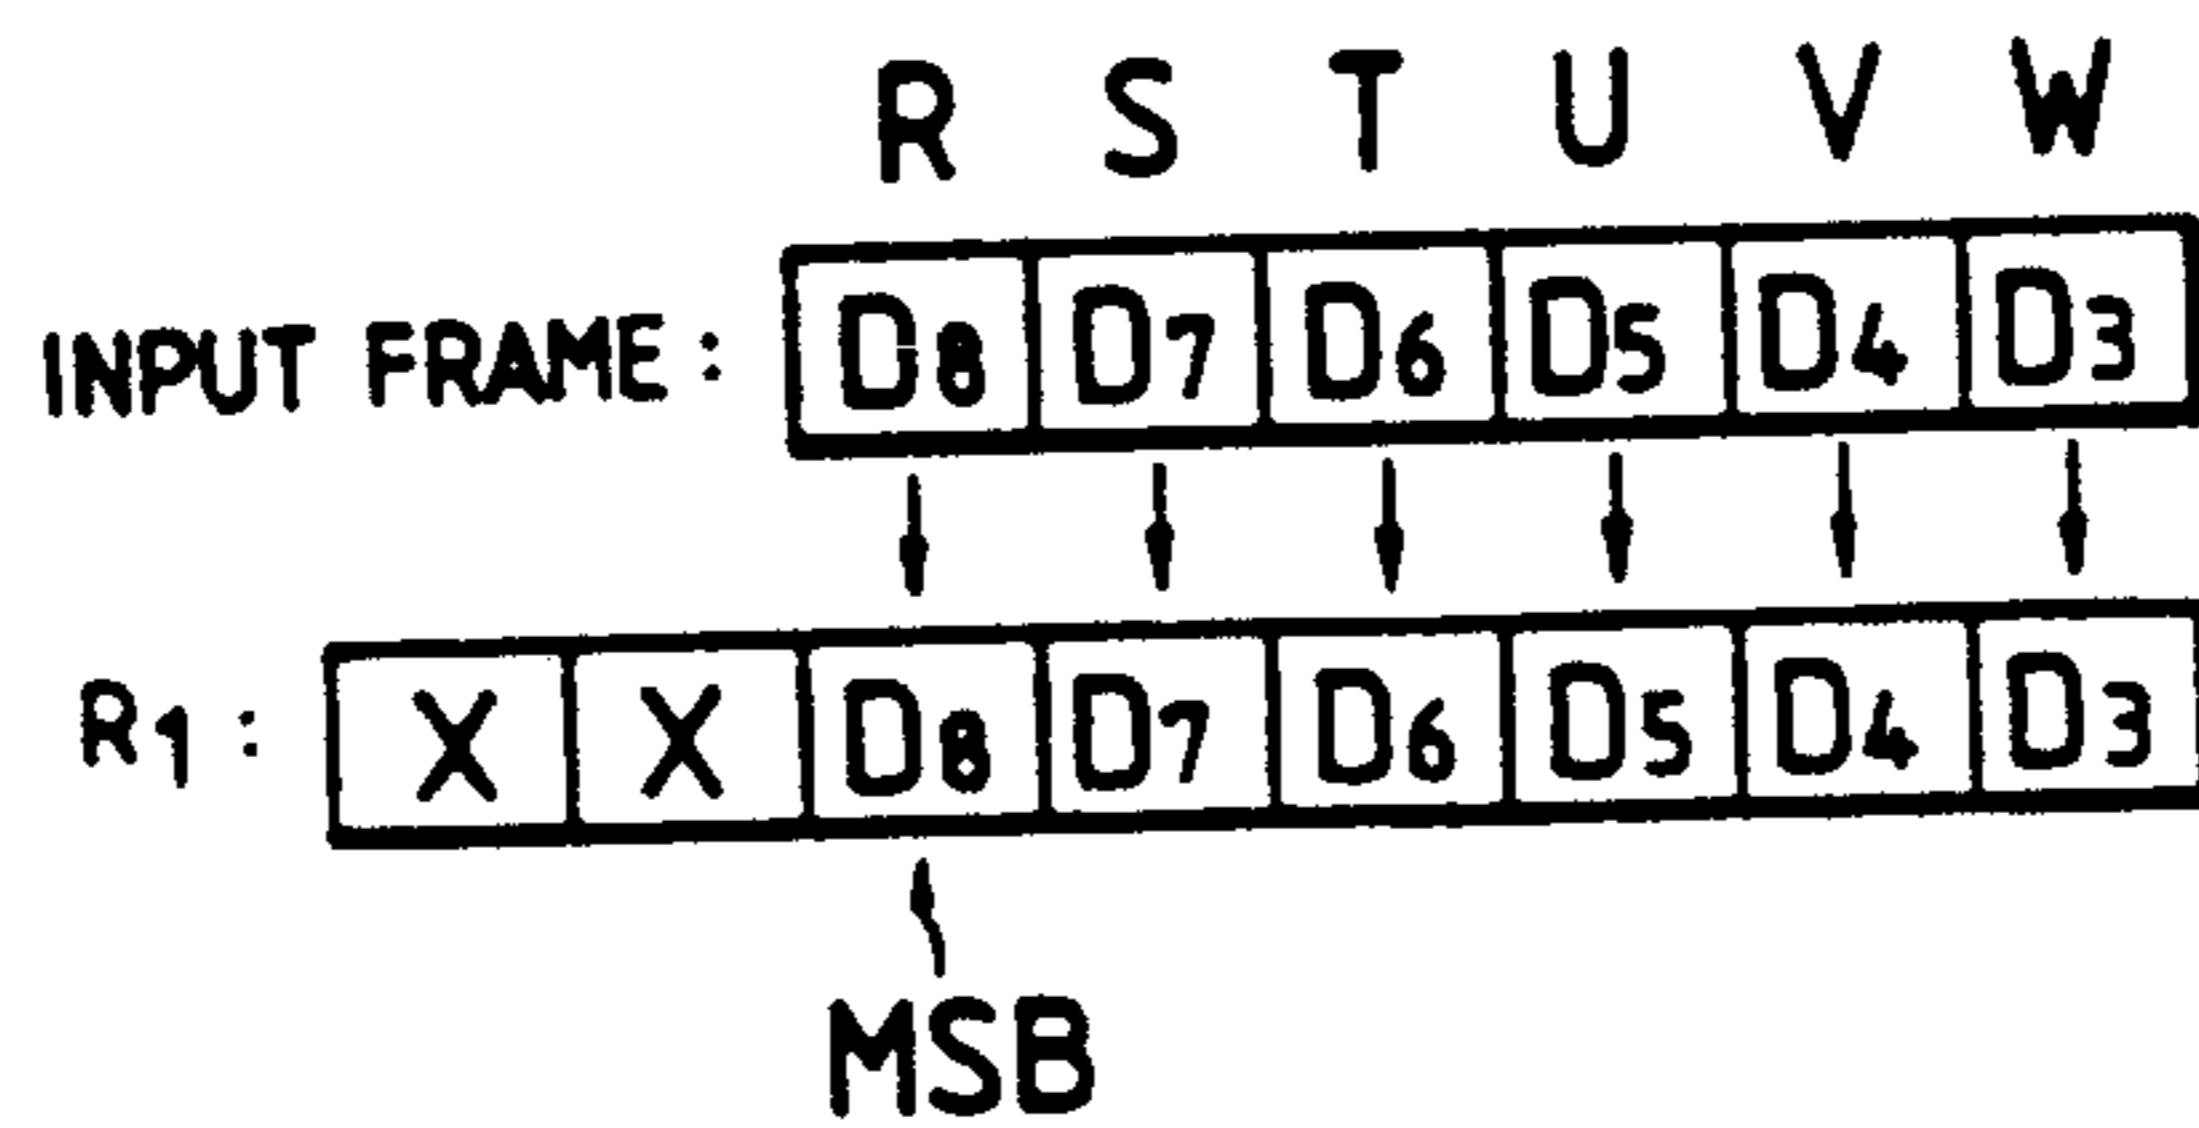 R S T U V W
INPUT FRAME: D8 D7 D6 D5 D4 D3
R1: X X D8 D7 D6 D5 D4 D3
MSB